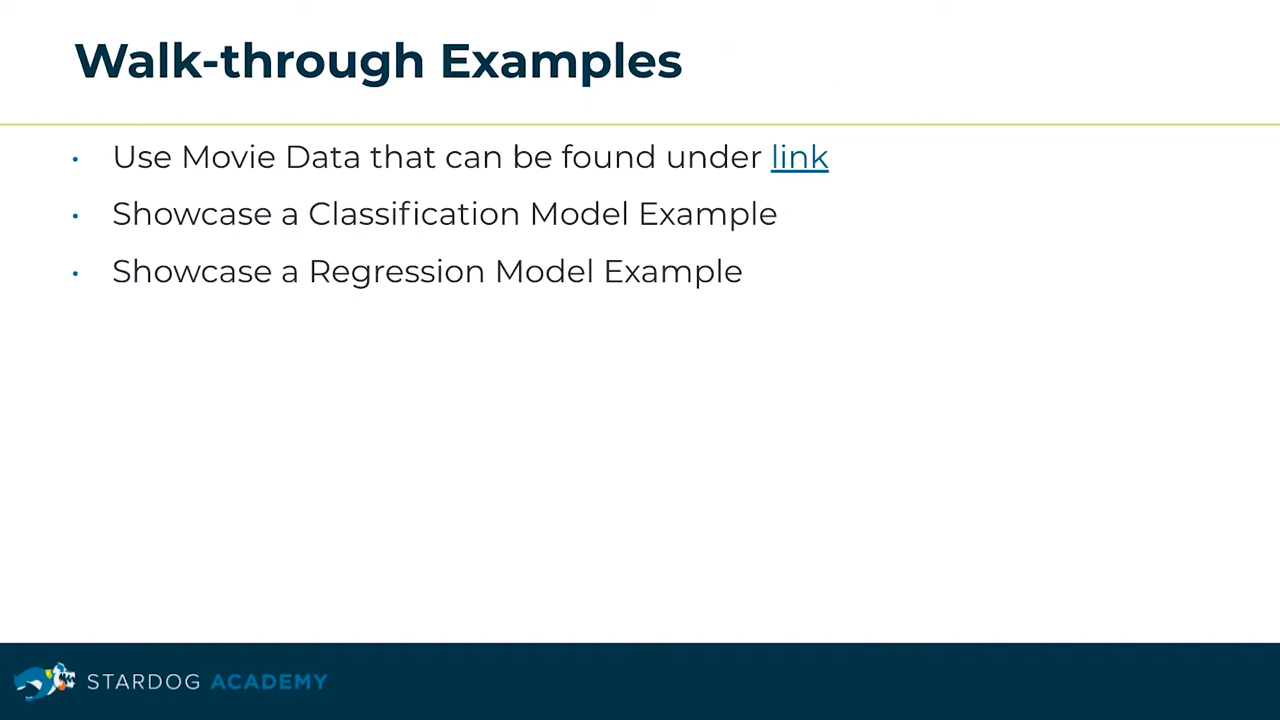 Walk-through Examples
• Use Movie Data that can be found under link
• Showcase a Classification Model Example
• Showcase a Regression Model Example
STARDOG ACADEMY